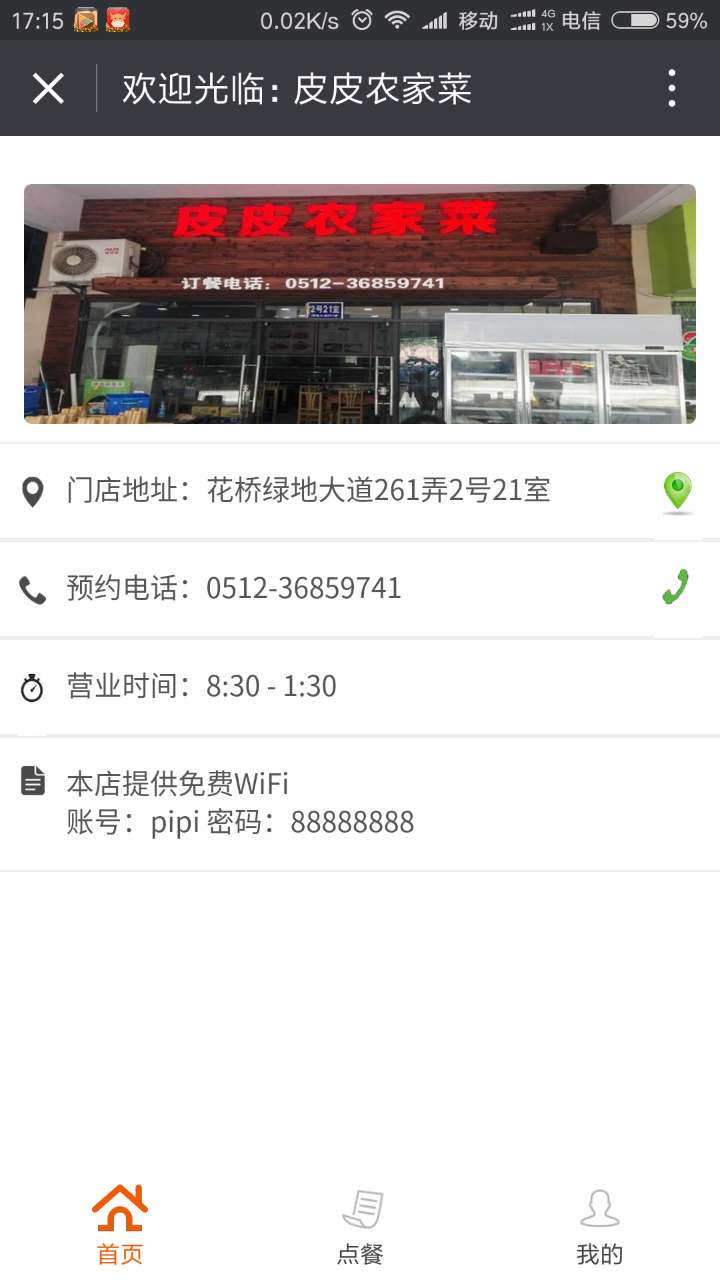 17:15 0.02K/s 移动 4G 1X 电信 59%
欢迎光临: 皮皮农家菜
皮皮农家菜
订餐电话: 0512-36859741
2号21室
门店地址: 花桥绿地大道261弄2号21室
预约电话: 0512-36859741
营业时间: 8:30 - 1:30
本店提供免费WiFi
账号: pipi 密码: 88888888
首页 点餐 我的